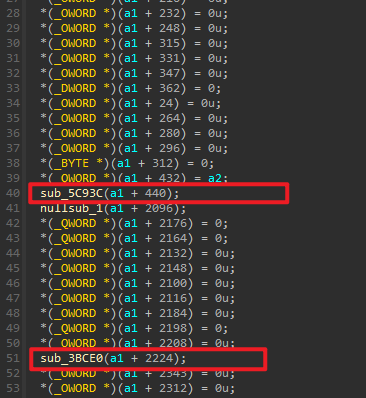 28 *(_OWORD *)(a1 + 232) = 0u;
29 *(_OWORD *)(a1 + 248) = 0u;
30 *(_OWORD *)(a1 + 315) = 0u;
31 *(_OWORD *)(a1 + 331) = 0u;
32 *(_OWORD *)(a1 + 347) = 0u;
33 *(_DWORD *)(a1 + 362) = 0;
34 *(_OWORD *)(a1 + 24) = 0u;
35 *(_OWORD *)(a1 + 264) = 0u;
36 *(_OWORD *)(a1 + 280) = 0u;
37 *(_OWORD *)(a1 + 296) = 0u;
38 *(_BYTE *)(a1 + 312) = 0;
39 *(_QWORD *)(a1 + 432) = a2;
40 sub_5C93C(a1 + 440);
41 nullsub_1(a1 + 2096);
42 *(_QWORD *)(a1 + 2176) = 0;
43 *(_QWORD *)(a1 + 2164) = 0;
44 *(_OWORD *)(a1 + 2132) = 0u;
45 *(_OWORD *)(a1 + 2148) = 0u;
46 *(_OWORD *)(a1 + 2100) = 0u;
47 *(_OWORD *)(a1 + 2116) = 0u;
48 *(_OWORD *)(a1 + 2184) = 0u;
49 *(_QWORD *)(a1 + 2198) = 0;
50 *(_OWORD *)(a1 + 2208) = 0u;
51 sub_3BCE0(a1 + 2224);
52 *(_OWORD *)(a1 + 2343) = 0u;
53 *(_OWORD *)(a1 + 2312) = 0u;